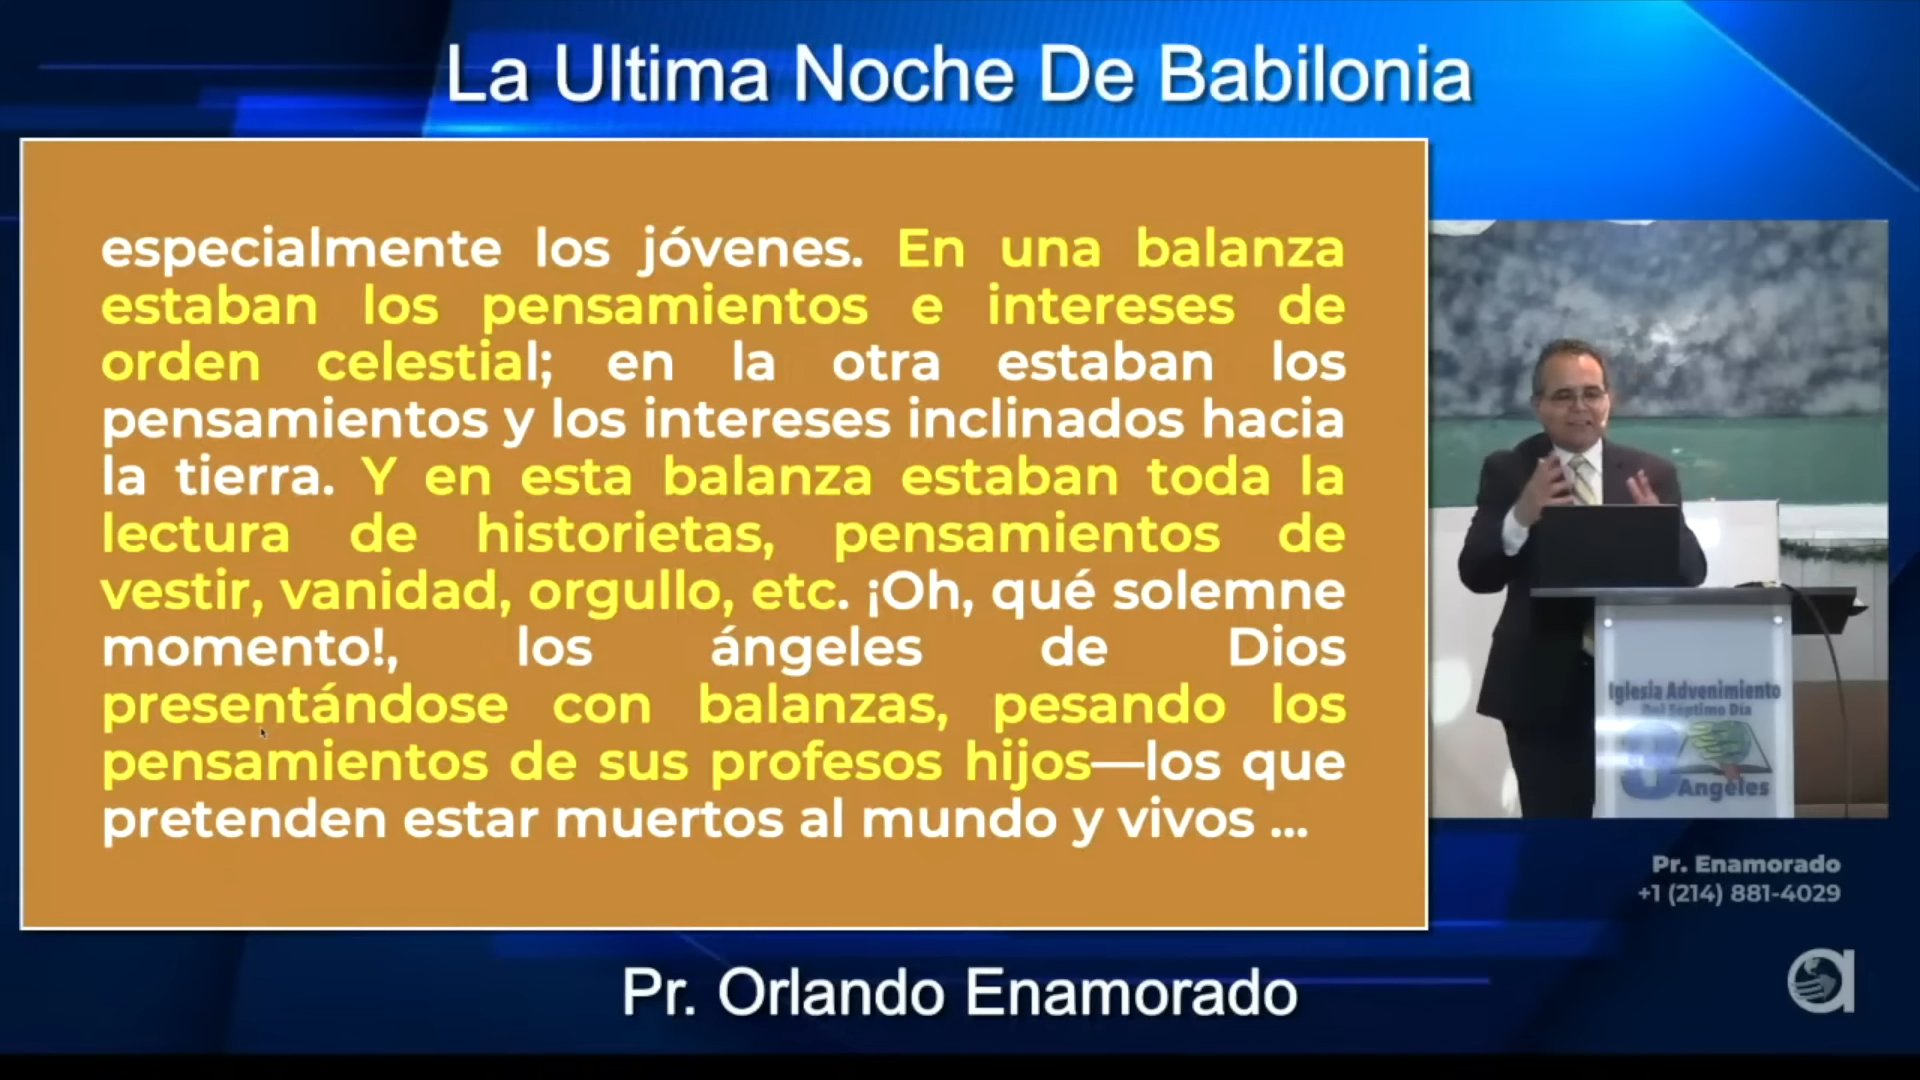 La Ultima Noche De Babilonia
especialmente los jóvenes. En una balanza
estaban los pensamientos e intereses de
orden celestial; en la otra estaban los
pensamientos y los intereses inclinados hacia
la tierra. Y en esta balanza estaban toda la
lectura de historietas, pensamientos de
vestir, vanidad, orgullo, etc. ¡Oh, qué solemne
momento!, los ángeles de Dios
presentándose con balanzas, pesando los
pensamientos de sus profesos hijos—los que
pretenden estar muertos al mundo y vivos ...
Iglesia Advenimiento
Del Séptimo Día
3
Angeles
Pr. Enamorado
+1 (214) 881-4029
Pr. Orlando Enamorado
a